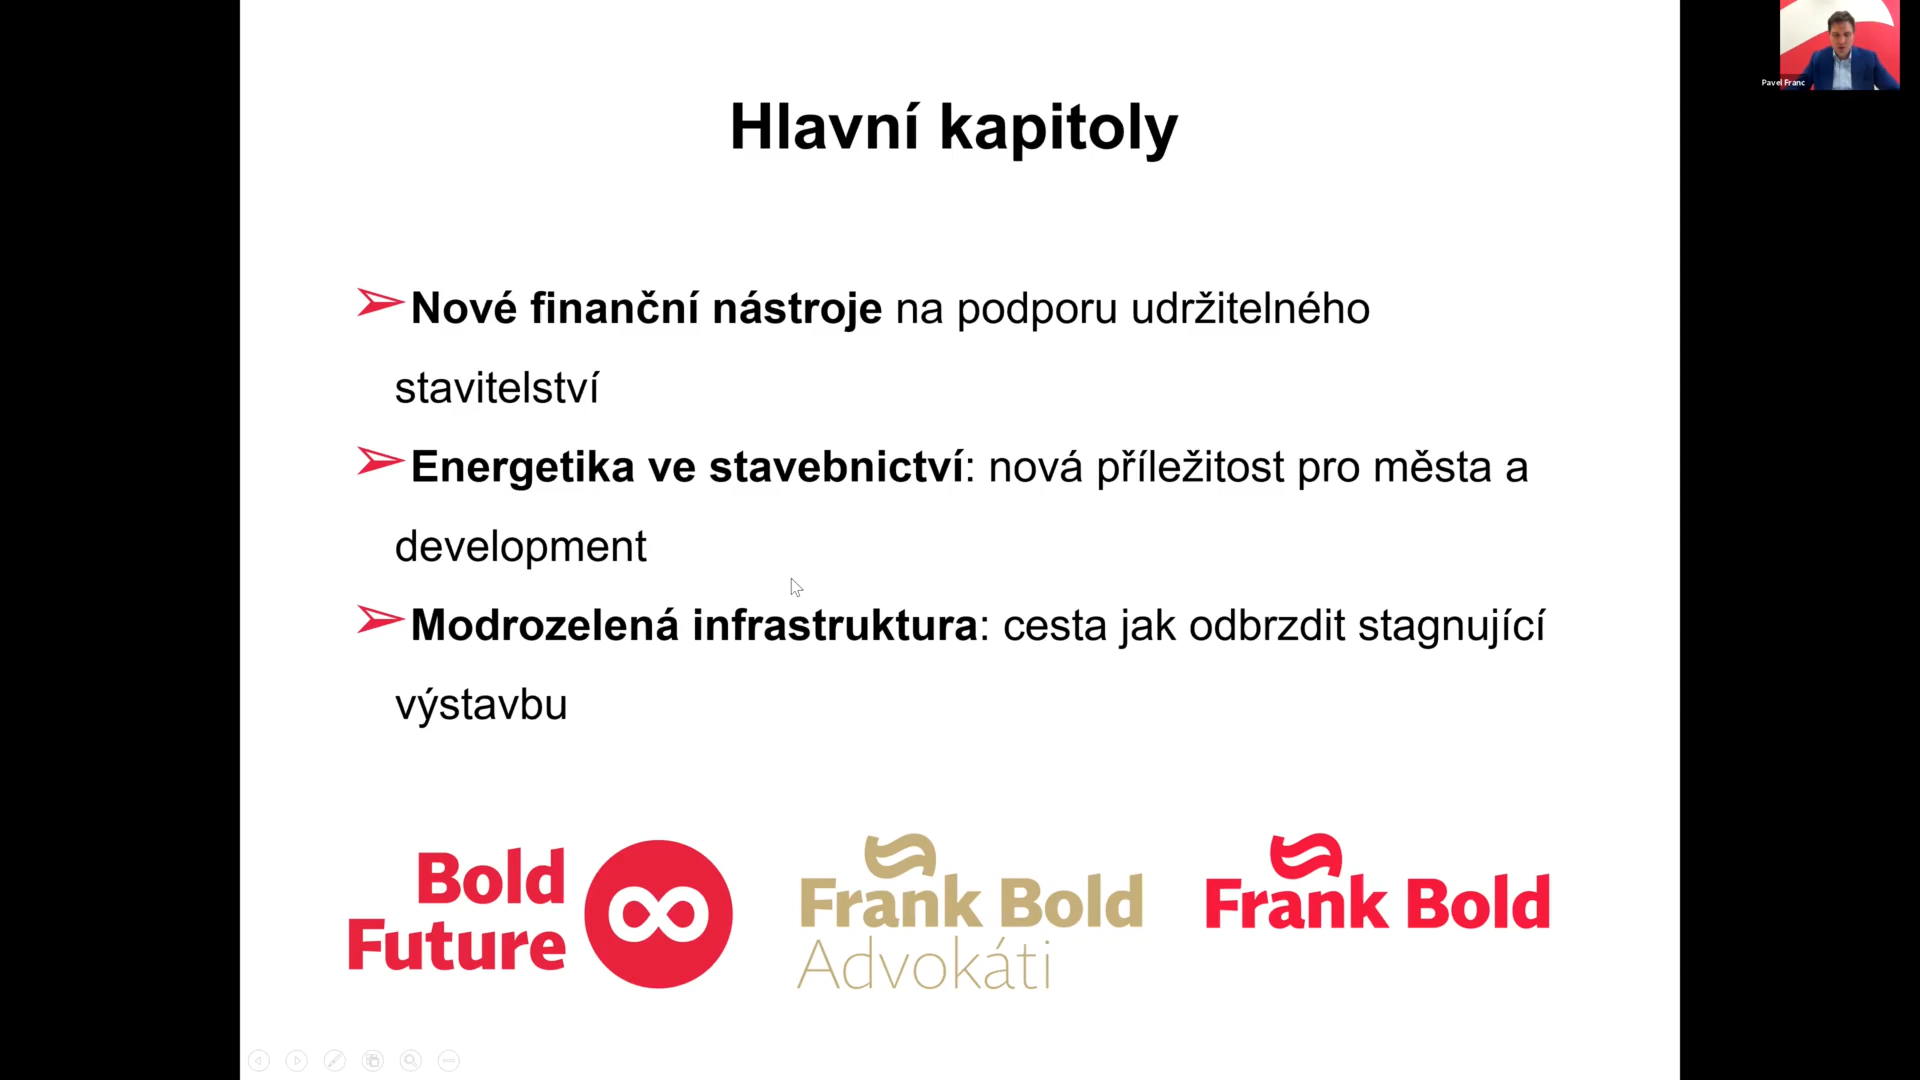 Pavel Franc
Hlavní kapitoly
Nové finanční nástroje na podporu udržitelného
stavitelství
Energetika ve stavebnictví: nová příležitost pro města a
development
Modrozelená infrastruktura: cesta jak odbrzdit stagnující
výstavbu
Bold
Future
Frank Bold
Advokáti
Frank Bold